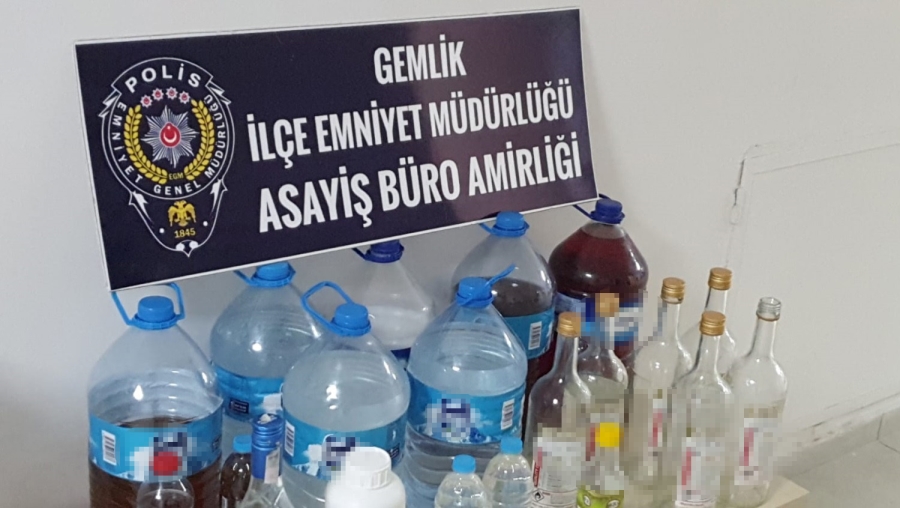 GEMLİK
İLÇE EMNİYET MÜDÜRLÜĞÜ
ASAYİŞ BÜRO AMİRLİĞİ
POLİS
EMNİYET GENEL MÜDÜRLÜĞÜ
EGM
1845